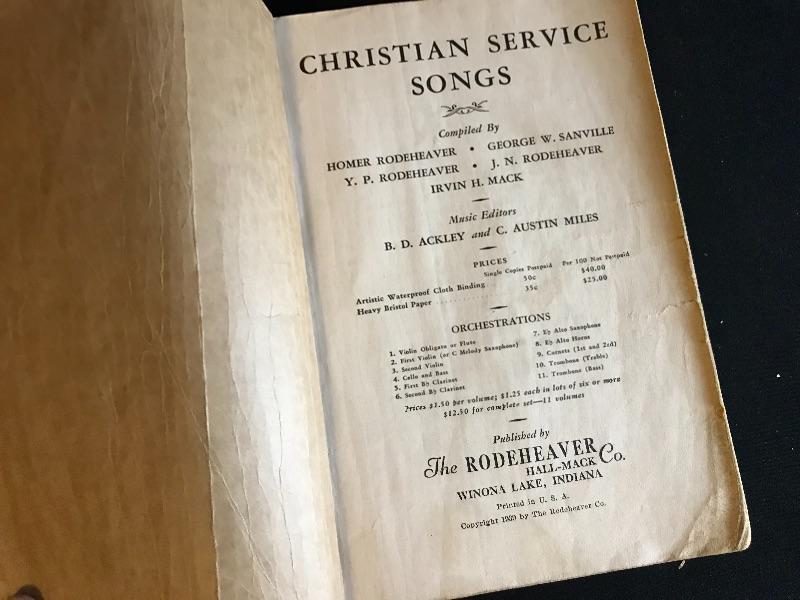 CHRISTIAN SERVICE
SONGS
Compiled By
HOMER RODEHEAVER • GEORGE W. SANVILLE
Y. P. RODEHEAVER • J. N. RODEHEAVER
IRVIN H. MACK
Music Editors
B. D. ACKLEY and C. AUSTIN MILES
PRICES
Single Copies Postpaid Per 100 Not Postpaid
Artistic Waterproof Cloth Binding 50c $40.00
Heavy Bristol Paper 35c $25.00
ORCHESTRATIONS
1. Violin Obligato or Flute
2. First Violin (or C Melody Saxophone)
3. Second Violin
4. Cello and Bass
5. First B♭ Clarinet
6. Second B♭ Clarinet
7. E♭ Alto Saxophone
8. E♭ Alto Horns
9. Cornets (1st and 2nd)
10. Trombone (Treble)
11. Trombone (Bass)
Prices $1.50 per volume; $1.25 each in lots of six or more
$12.50 for complete set—11 volumes
Published by
The RODEHEAVER
HALL-MACK Co.
WINONA LAKE, INDIANA
Printed in U. S. A.
Copyright 1939 by The Rodeheaver Co.